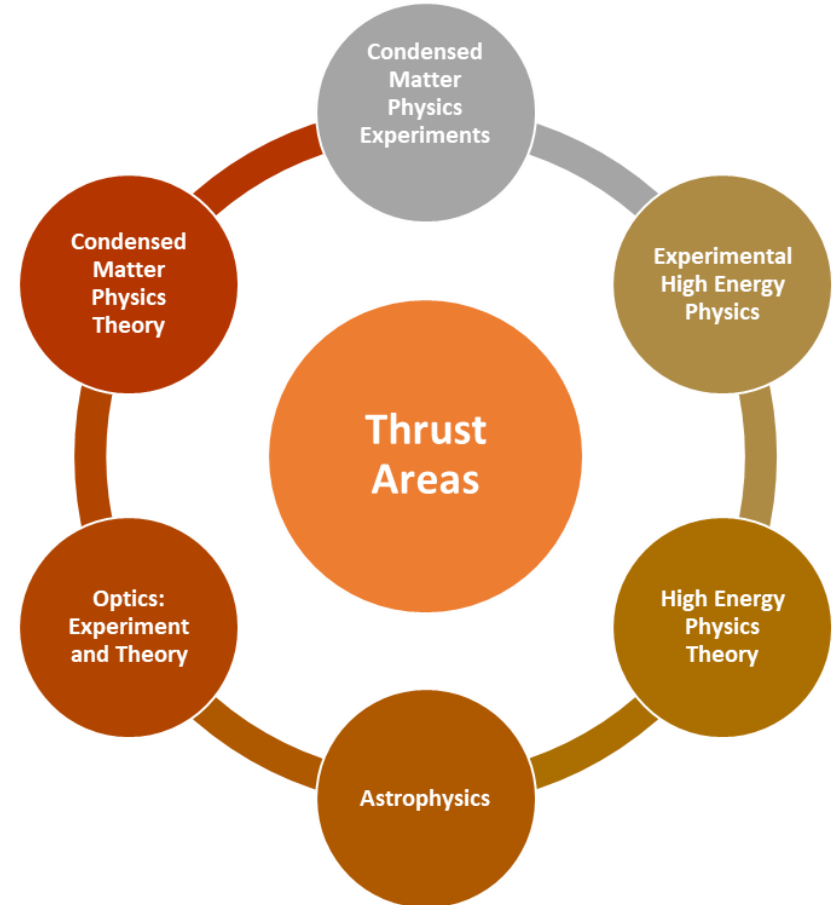 Condensed
Matter
Physics
Experiments
Experimental
High Energy
Physics
High Energy
Physics
Theory
Astrophysics
Optics:
Experiment
and Theory
Condensed
Matter
Physics
Theory
Thrust
Areas